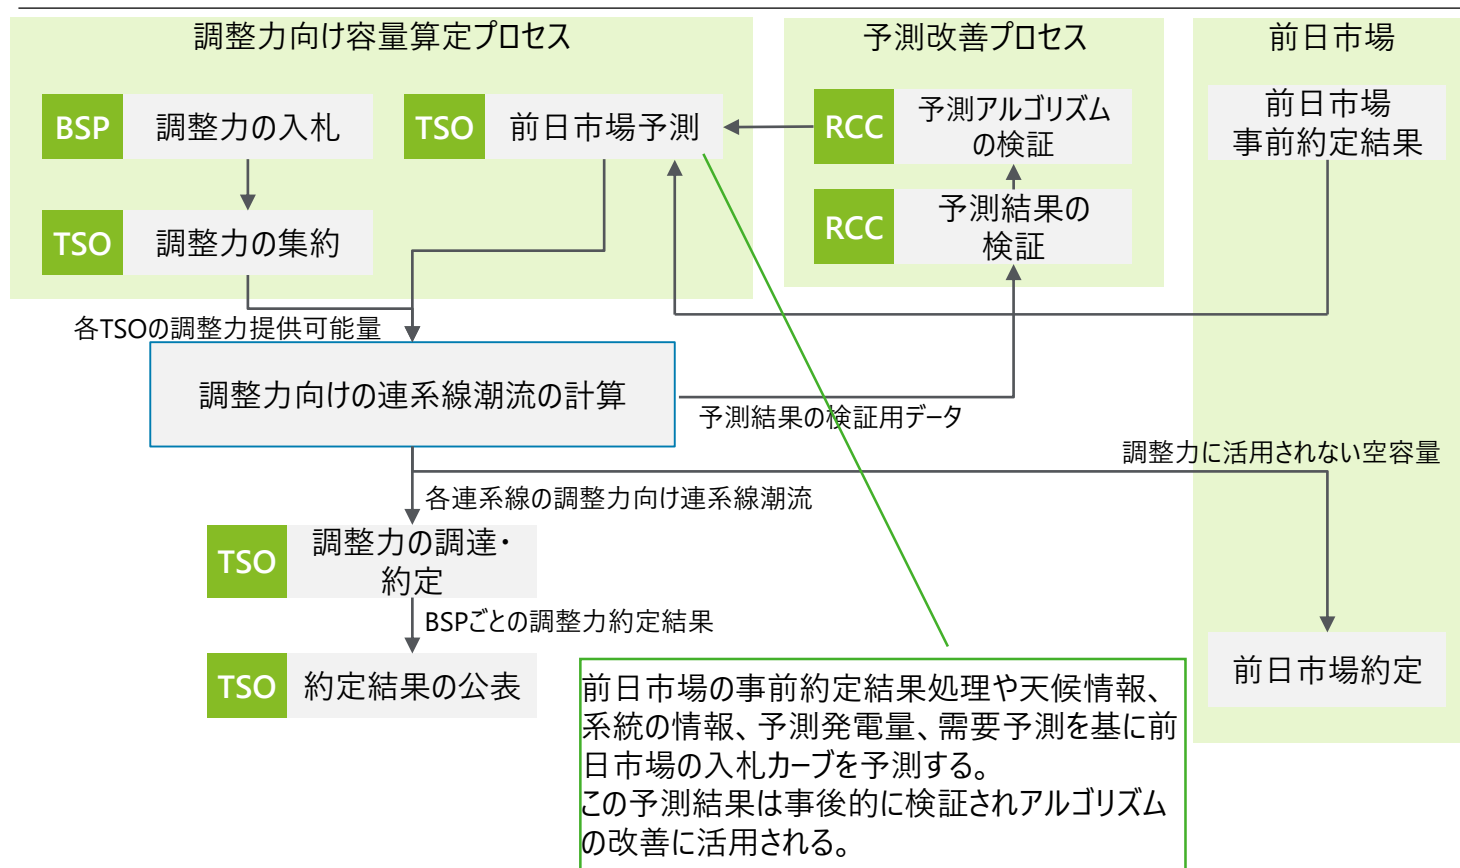 調整力向け容量算定プロセス
BSP
調整力の入札
TSO
前日市場予測
TSO
調整力の集約
予測改善プロセス
RCC
予測アルゴリズム
の検証
RCC
予測結果の
検証
前日市場
前日市場
事前約定結果
各TSOの調整力提供可能量
調整力向けの連系線潮流の計算
予測結果の検証用データ
調整力に活用されない空容量
各連系線の調整力向け連系線潮流
TSO
調整力の調達・
約定
BSPごとの調整力約定結果
TSO
約定結果の公表
前日市場約定
前日市場の事前約定結果処理や天候情報、
系統の情報、予測発電量、需要予測を基に前
日市場の入札カーブを予測する。
この予測結果は事後的に検証されアルゴリズム
の改善に活用される。